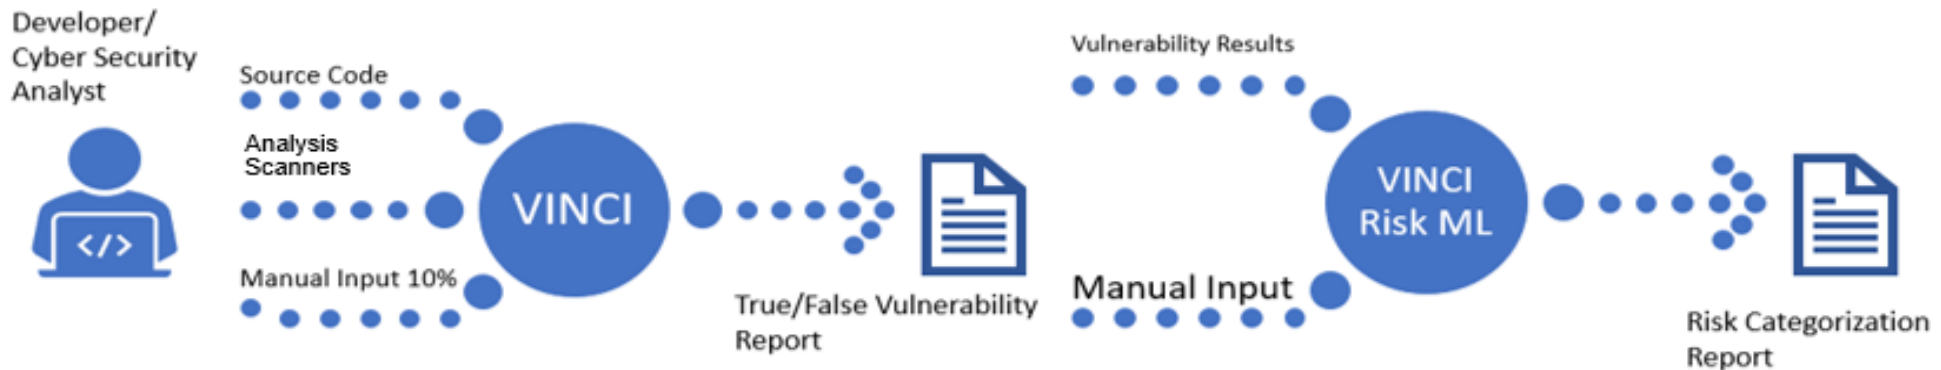 Developer/
Cyber Security
Analyst
</>
Source Code
Analysis
Scanners
Manual Input 10%
VINCI
True/False Vulnerability
Report
Vulnerability Results
Manual Input
VINCI
Risk ML
Risk Categorization
Report